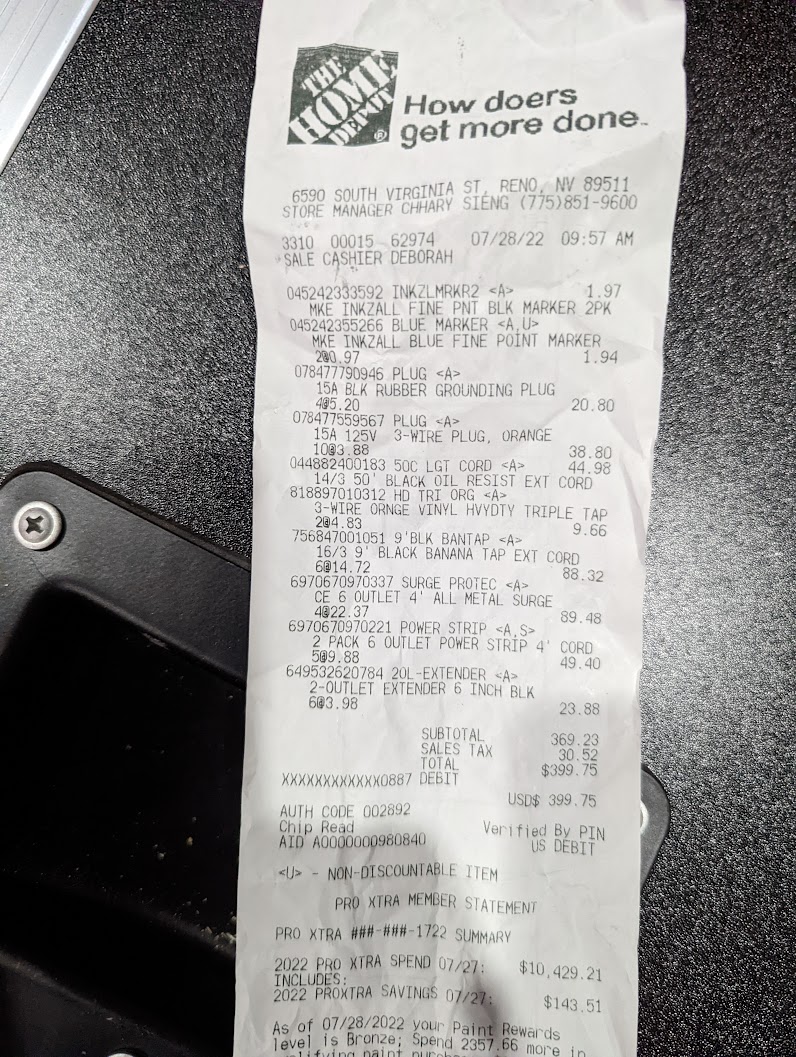 THE
HOME
DEPOT
®
How doers
get more done.™
6590 SOUTH VIRGINIA ST, RENO, NV 89511
STORE MANAGER CHHARY SIENG (775)851-9600
3310 00015 62974 07/28/22 09:57 AM
SALE CASHIER DEBORAH
045242333592 INKZLMRKR2 <A> 1.97
MKE INKZALL FINE PNT BLK MARKER 2PK
045242355266 BLUE MARKER <A,U>
MKE INKZALL BLUE FINE POINT MARKER
2@0.97 1.94
078477790946 PLUG <A>
15A BLK RUBBER GROUNDING PLUG
4@5.20 20.80
078477559567 PLUG <A>
15A 125V 3-WIRE PLUG, ORANGE
10@3.88 38.80
044882400183 50C LGT CORD <A> 44.98
14/3 50' BLACK OIL RESIST EXT CORD
818897010312 HD TRI ORG <A>
3-WIRE ORNGE VINYL HVYDTY TRIPLE TAP
2@4.83 9.66
756847001051 9'BLK BANTAP <A>
16/3 9' BLACK BANANA TAP EXT CORD
6@14.72 88.32
6970670970337 SURGE PROTEC <A>
CE 6 OUTLET 4' ALL METAL SURGE
4@22.37 89.48
6970670970221 POWER STRIP <A,S>
2 PACK 6 OUTLET POWER STRIP 4' CORD
5@9.88 49.40
649532620784 2OL-EXTENDER <A>
2-OUTLET EXTENDER 6 INCH BLK
6@3.98 23.88
SUBTOTAL 369.23
SALES TAX 30.52
TOTAL $399.75
XXXXXXXXXXXX0887 DEBIT
USD$ 399.75
AUTH CODE 002892
Chip Read Verified By PIN
AID A0000000980840 US DEBIT
<U> - NON-DISCOUNTABLE ITEM
PRO XTRA MEMBER STATEMENT
PRO XTRA ###-###-1722 SUMMARY
2022 PRO XTRA SPEND 07/27: $10,429.21
INCLUDES:
2022 PROXTRA SAVINGS 07/27: $143.51
As of 07/28/2022 your Paint Rewards
level is Bronze; Spend 2357.66 more in